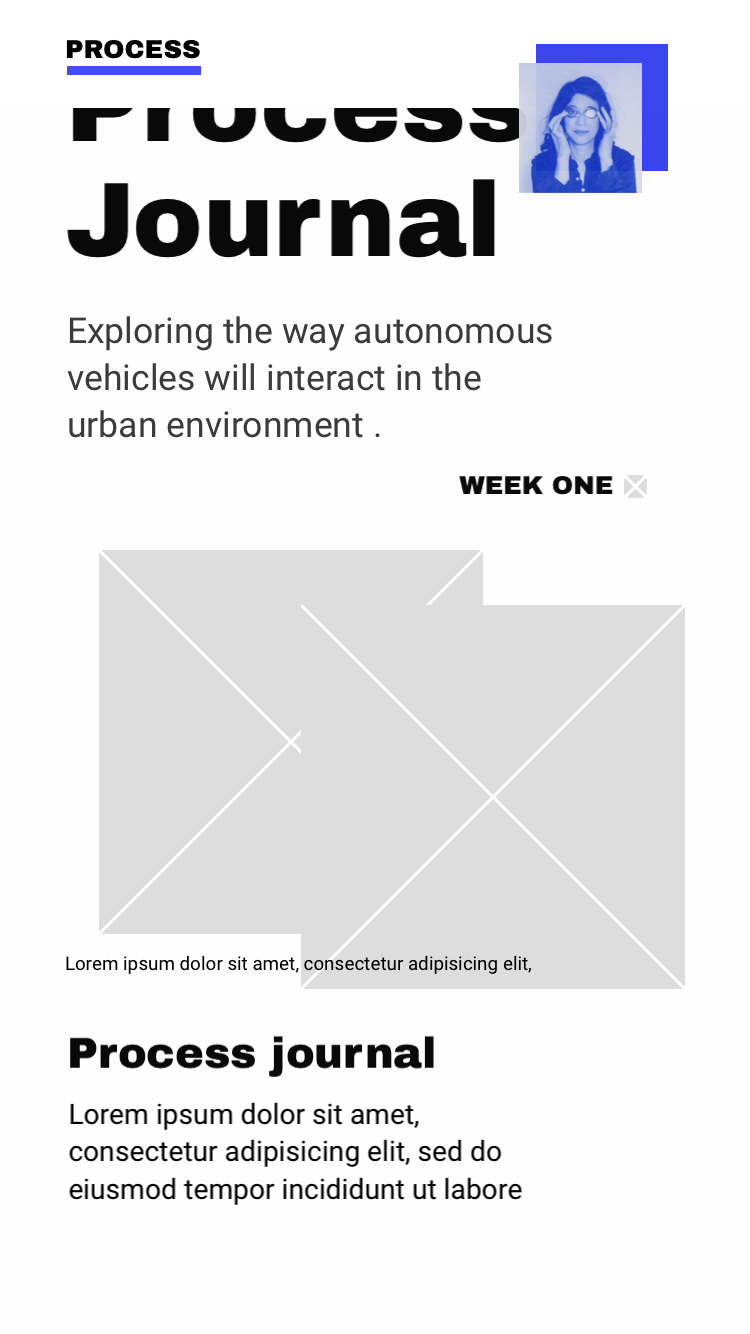 PROCESS
Process
Journal
Exploring the way autonomous
vehicles will interact in the
urban environment .
WEEK ONE
Lorem ipsum dolor sit amet, consectetur adipisicing elit,
Process journal
Lorem ipsum dolor sit amet,
consectetur adipisicing elit, sed do
eiusmod tempor incididunt ut labore